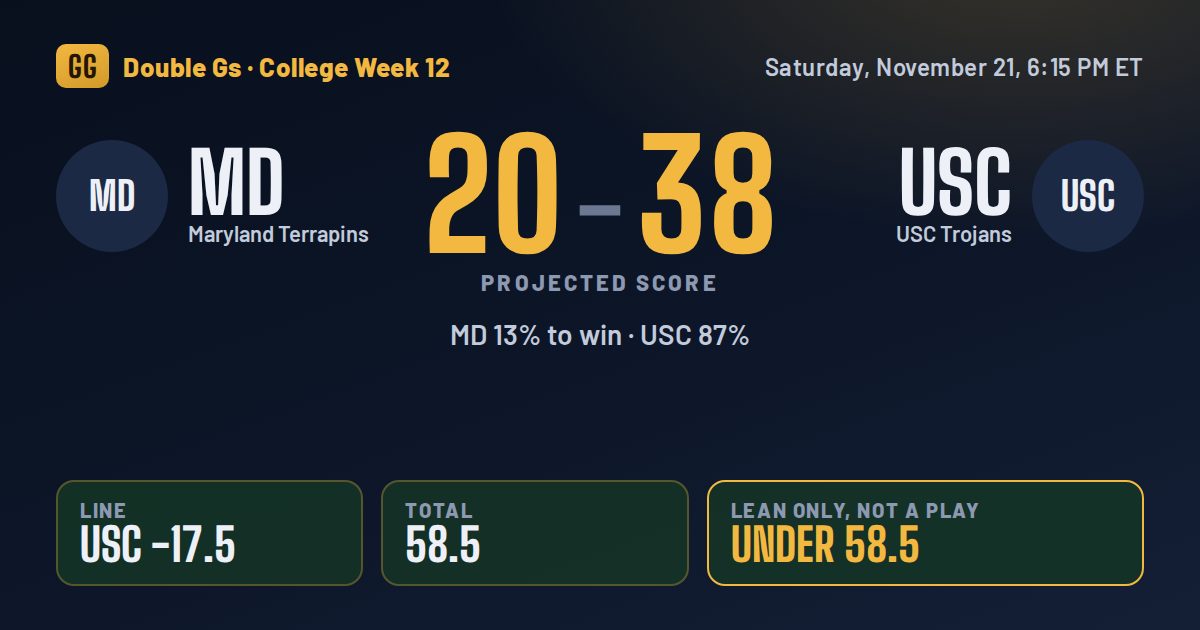 GG
Double Gs · College Week 12
Saturday, November 21, 6:15 PM ET
MD
MD
Maryland Terrapins
20 – 38
USC
USC Trojans
USC
PROJECTED SCORE
MD 13% to win · USC 87%
LINE
USC −17.5
TOTAL
58.5
LEAN ONLY, NOT A PLAY
UNDER 58.5